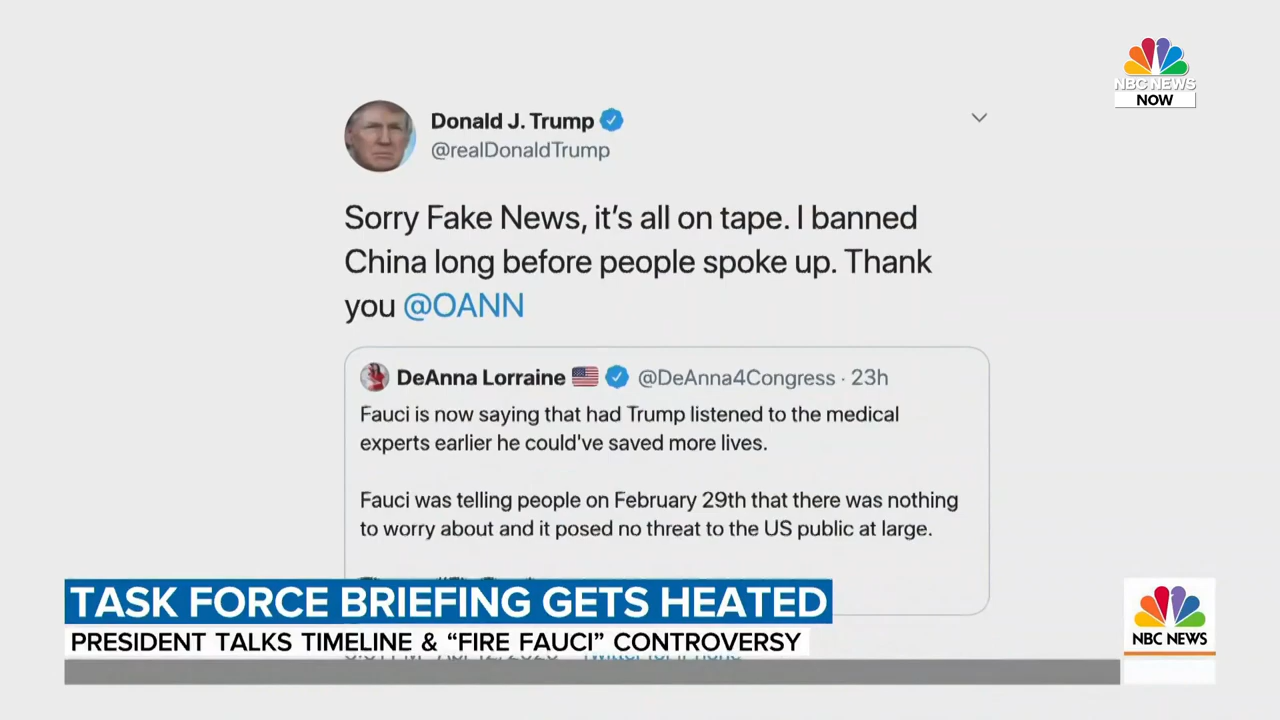 NBC NEWS
NOW
Donald J. Trump
@realDonaldTrump
Sorry Fake News, it’s all on tape. I banned
China long before people spoke up. Thank
you @OANN
DeAnna Lorraine 🇺🇸 @DeAnna4Congress · 23h
Fauci is now saying that had Trump listened to the medical
experts earlier he could've saved more lives.
Fauci was telling people on February 29th that there was nothing
to worry about and it posed no threat to the US public at large.
TASK FORCE BRIEFING GETS HEATED
PRESIDENT TALKS TIMELINE & “FIRE FAUCI” CONTROVERSY
NBC NEWS